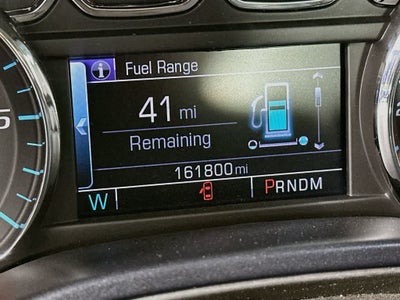 i Fuel Range
41 mi
Remaining
161800 mi
W PRNDM